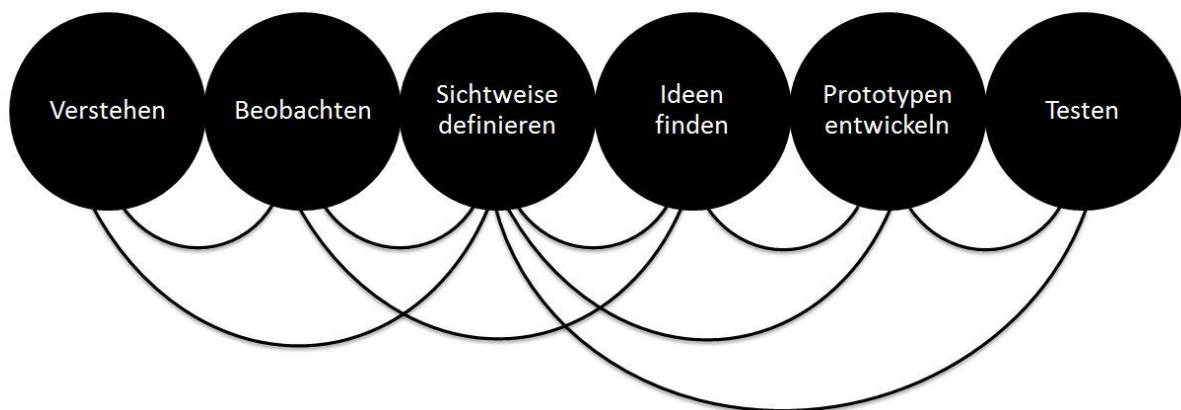 Verstehen
Beobachten
Sichtweise
definieren
Ideen
finden
Prototypen
entwickeln
Testen